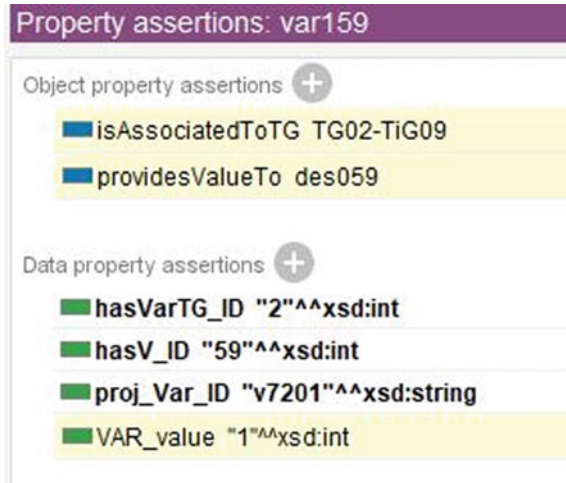 Property assertions: var159
Object property assertions
isAssociatedToTG TG02-TiG09
providesValueTo des059
Data property assertions
hasVarTG_ID "2"^^xsd:int
hasV_ID "59"^^xsd:int
proj_Var_ID "v7201"^^xsd:string
VAR_value "1"^^xsd:int